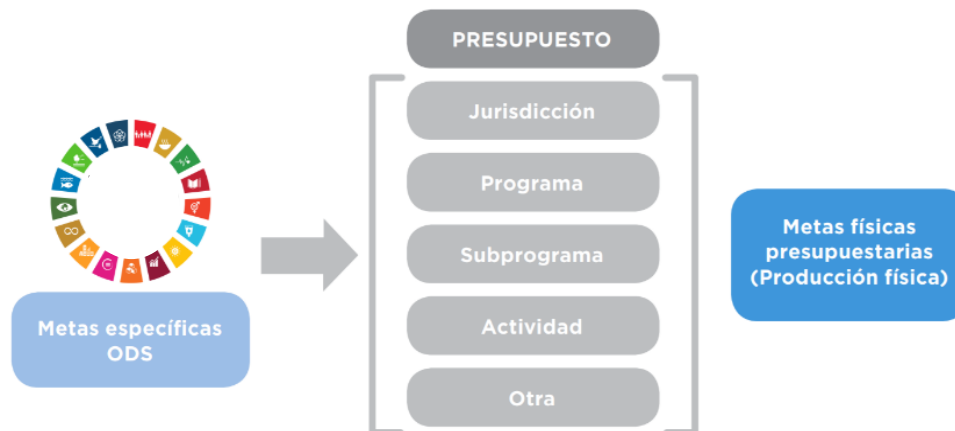 PRESUPUESTO
Jurisdicción
Programa
Subprograma
Actividad
Otra
Metas específicas
ODS
Metas físicas
presupuestarias
(Producción física)